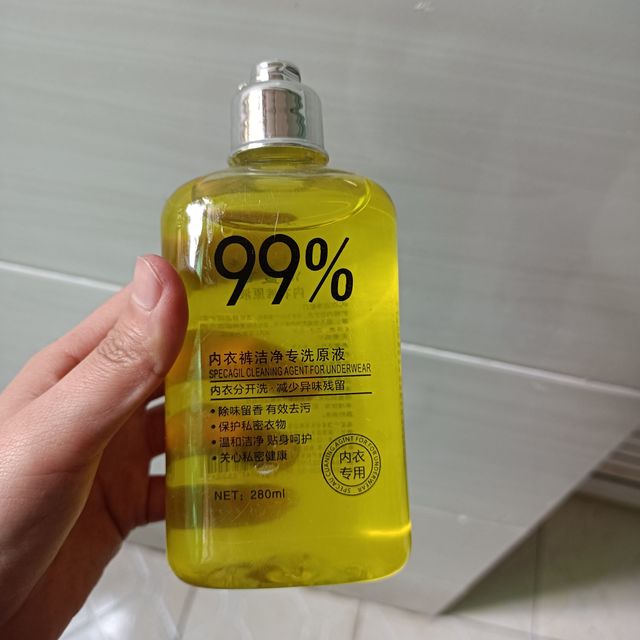 99%
内衣裤洁净专洗原液
SPECAGIL CLEANING AGENT FOR UNDERWEAR
内衣分开洗·减少异味残留
• 除味留香 有效去污
• 保护私密衣物
• 温和洁净 贴身呵护
• 关心私密健康
内衣
专用
NET: 280ml